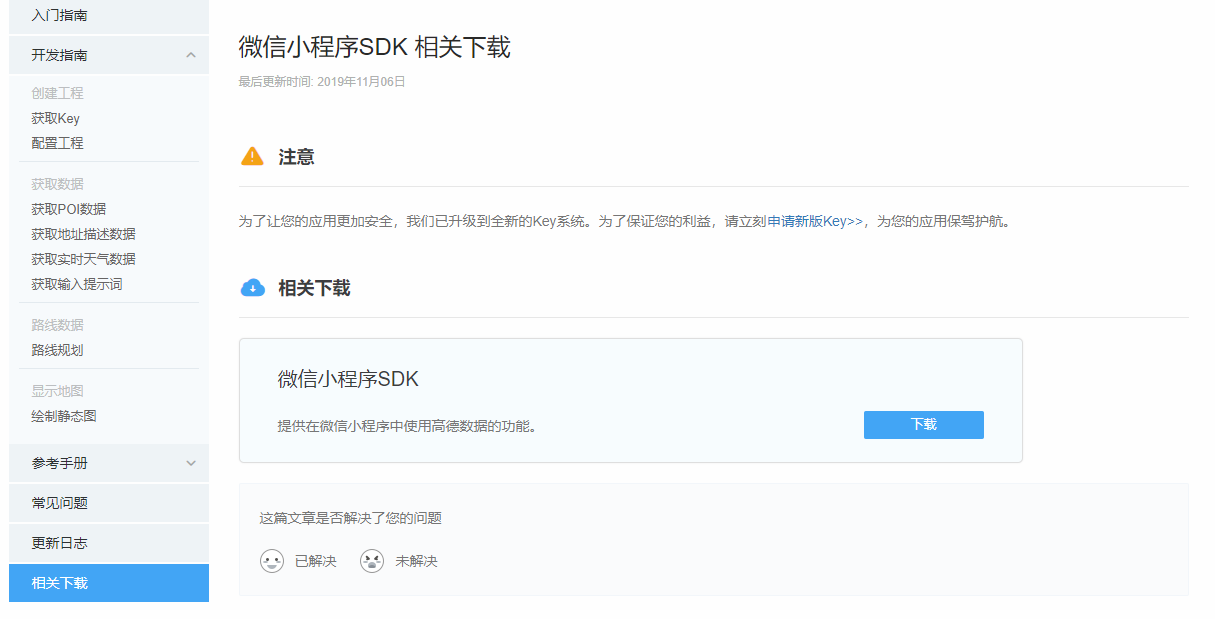 入门指南
开发指南
创建工程
获取Key
配置工程
获取数据
获取POI数据
获取地址描述数据
获取实时天气数据
获取输入提示词
路线数据
路线规划
显示地图
绘制静态图
参考手册
常见问题
更新日志
相关下载
微信小程序SDK 相关下载
最后更新时间: 2019年11月06日
注意
为了让您的应用更加安全，我们已升级到全新的Key系统。为了保证您的利益，请立刻申请新版Key>>，为您的应用保驾护航。
相关下载
微信小程序SDK
提供在微信小程序中使用高德数据的功能。
下载
这篇文章是否解决了您的问题
已解决 未解决